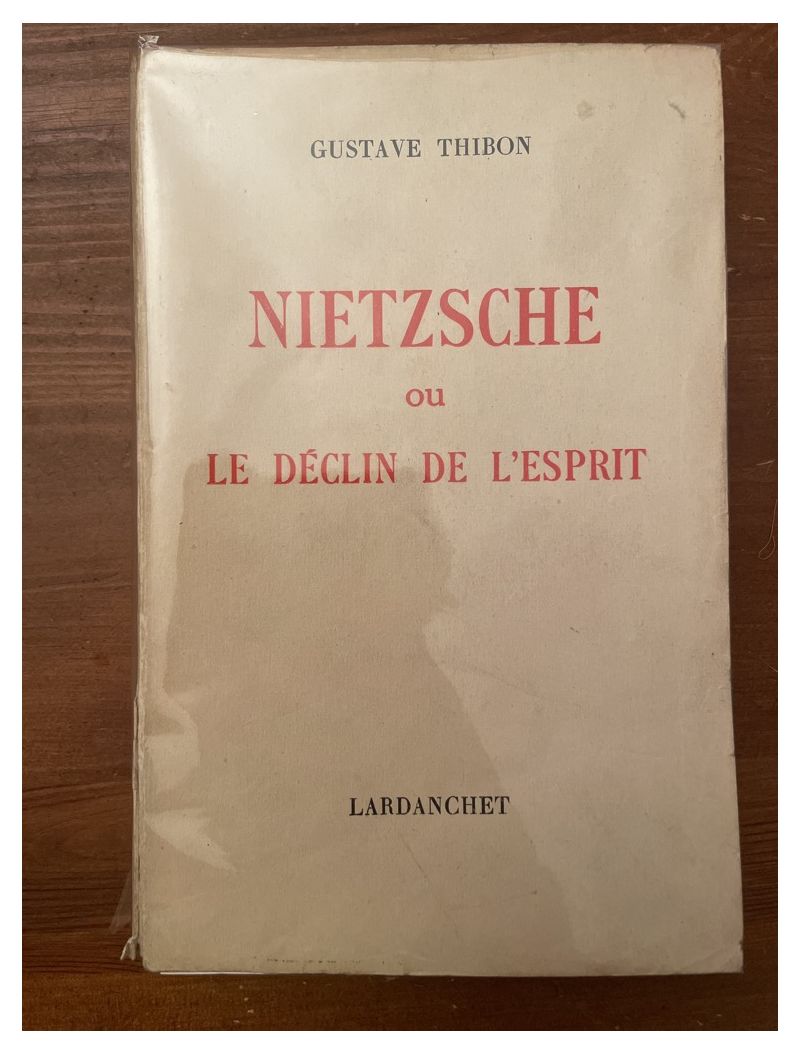 GUSTAVE THIBON
NIETZSCHE
ou
LE DÉCLIN DE L'ESPRIT
LARDANCHET